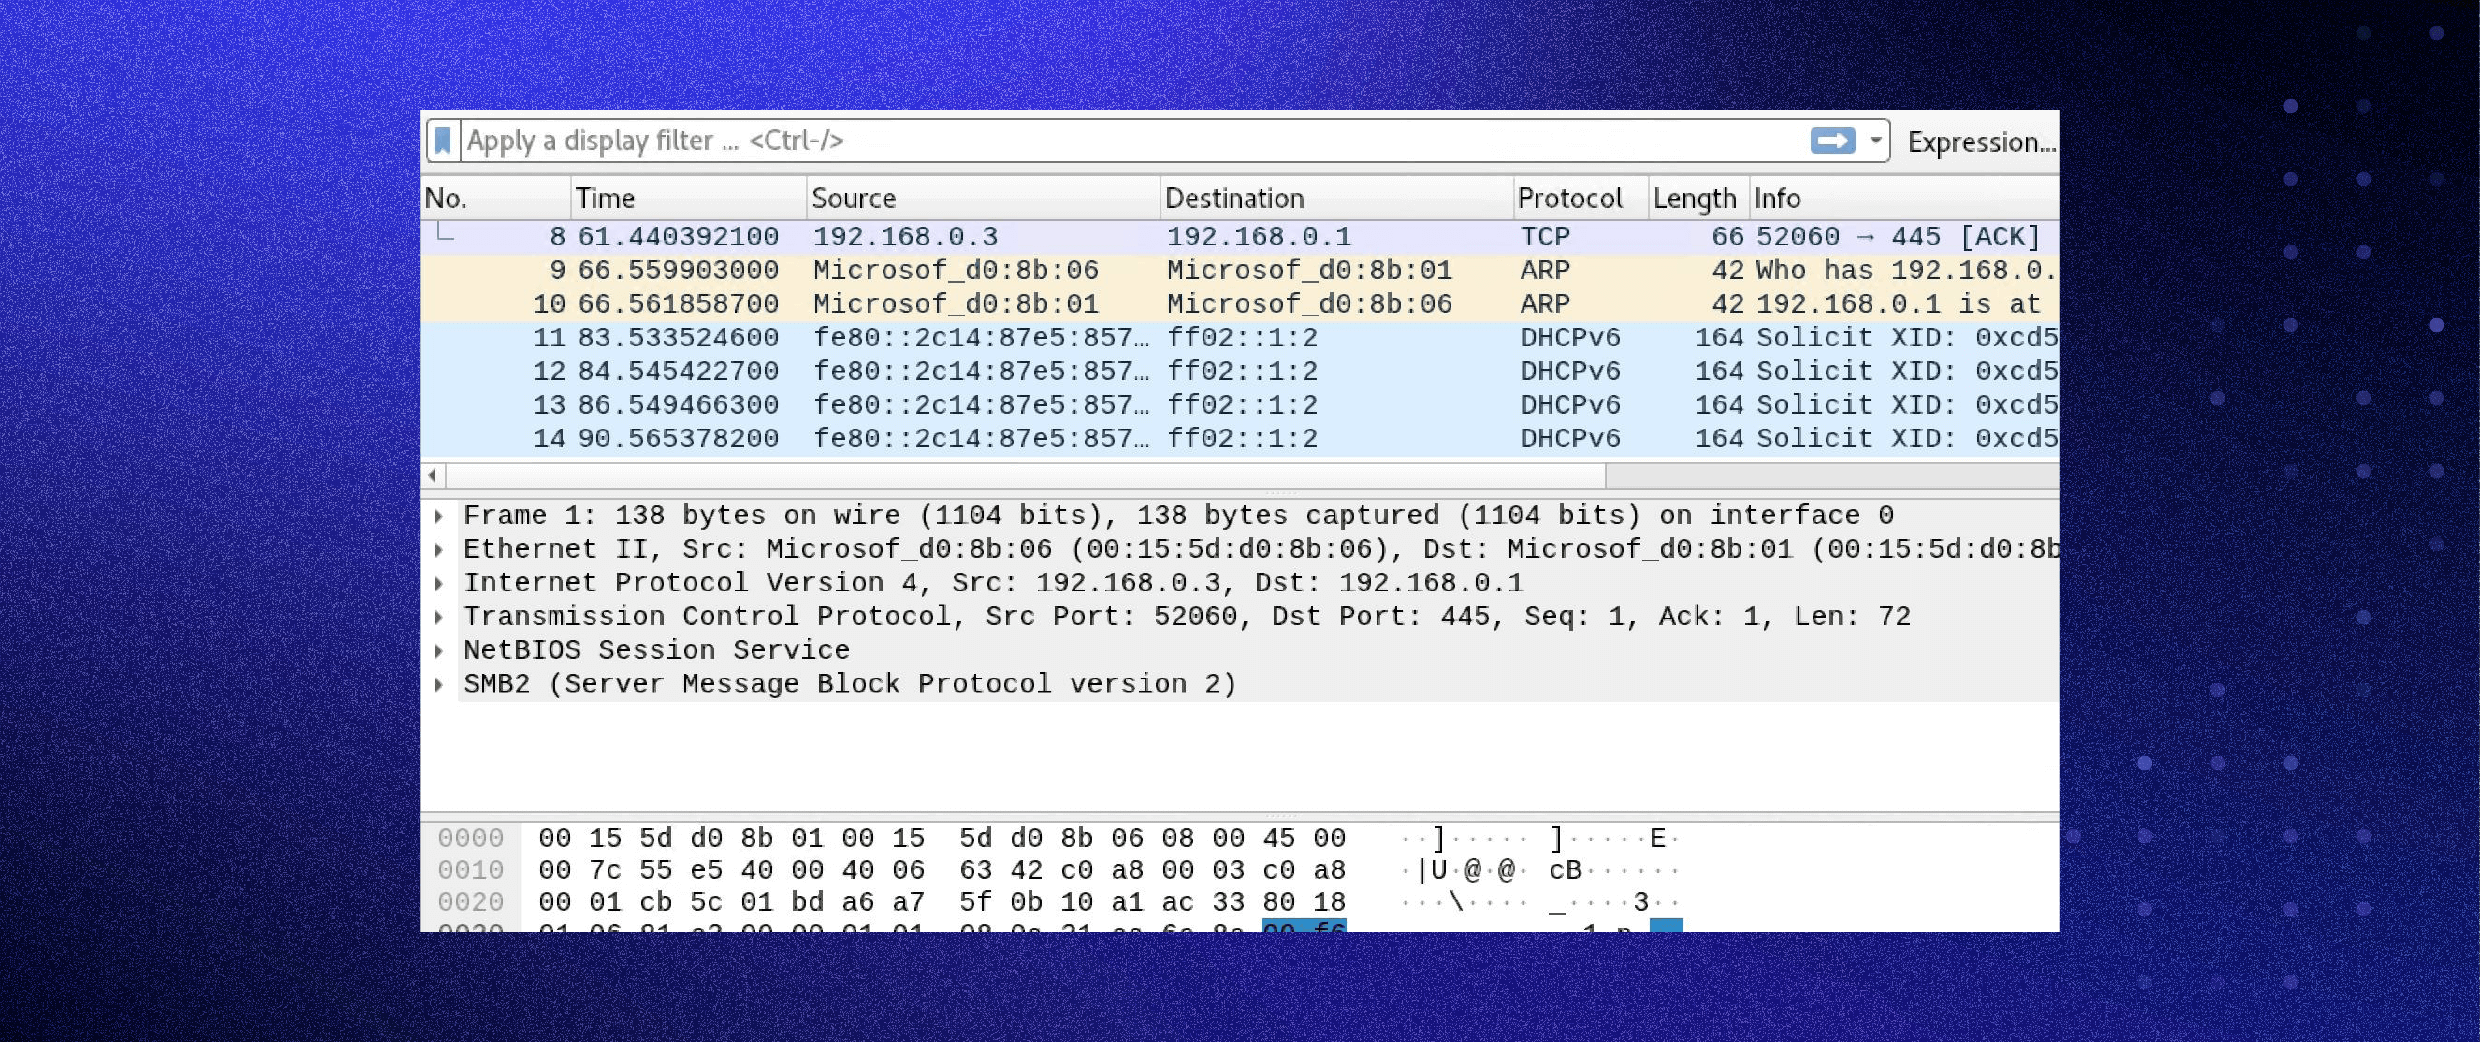 Apply a display filter ... <Ctrl-/> Expression...
No. Time Source Destination Protocol Length Info
8 61.440392100 192.168.0.3 192.168.0.1 TCP 66 52060 → 445 [ACK]
9 66.559903000 Microsof_d0:8b:06 Microsof_d0:8b:01 ARP 42 Who has 192.168.0.
10 66.561858700 Microsof_d0:8b:01 Microsof_d0:8b:06 ARP 42 192.168.0.1 is at
11 83.533524600 fe80::2c14:87e5:857… ff02::1:2 DHCPv6 164 Solicit XID: 0xcd5
12 84.545422700 fe80::2c14:87e5:857… ff02::1:2 DHCPv6 164 Solicit XID: 0xcd5
13 86.549466300 fe80::2c14:87e5:857… ff02::1:2 DHCPv6 164 Solicit XID: 0xcd5
14 90.565378200 fe80::2c14:87e5:857… ff02::1:2 DHCPv6 164 Solicit XID: 0xcd5
Frame 1: 138 bytes on wire (1104 bits), 138 bytes captured (1104 bits) on interface 0
Ethernet II, Src: Microsof_d0:8b:06 (00:15:5d:d0:8b:06), Dst: Microsof_d0:8b:01 (00:15:5d:d0:8b
Internet Protocol Version 4, Src: 192.168.0.3, Dst: 192.168.0.1
Transmission Control Protocol, Src Port: 52060, Dst Port: 445, Seq: 1, Ack: 1, Len: 72
NetBIOS Session Service
SMB2 (Server Message Block Protocol version 2)
0000 00 15 5d d0 8b 01 00 15 5d d0 8b 06 08 00 45 00 ··]····· ]·····E·
0010 00 7c 55 e5 40 00 40 06 63 42 c0 a8 00 03 c0 a8 ·|U·@·@· cB······
0020 00 01 cb 5c 01 bd a6 a7 5f 0b 10 a1 ac 33 80 18 ···\···· _····3··